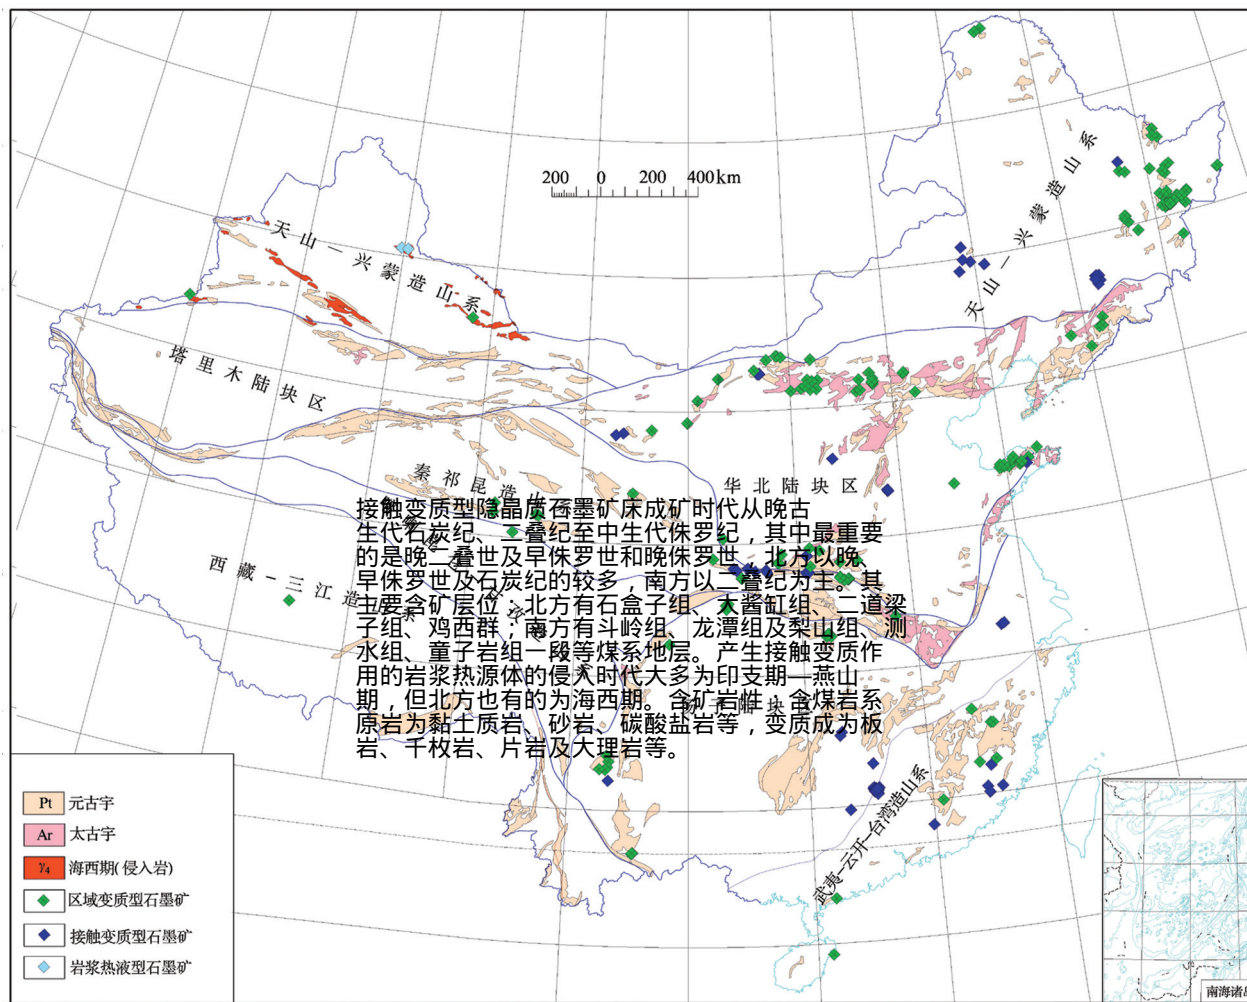 200 0 200 400km
天山—兴蒙造山系
天山—兴蒙造山系
塔里木陆块区
秦祁昆造山
华北陆块区
西藏-三江造
接触变质型隐晶质石墨矿床成矿时代从晚古
生代石炭纪、二叠纪至中生代侏罗纪，其中最重要
的是晚二叠世及早侏罗世和晚侏罗世，北方以晚、
早侏罗世及石炭纪的较多，南方以二叠纪为主。其
主要含矿层位：北方有石盒子组、大酱缸组、二道梁
子组、鸡西群；南方有斗岭组、龙潭组及梨山组、测
水组、童子岩组一段等煤系地层。产生接触变质作
用的岩浆热源体的侵入时代大多为印支期—燕山
期，但北方也有的为海西期。含矿岩性：含煤岩系
原岩为黏土质岩、砂岩、碳酸盐岩等，变质成为板
岩、千枚岩、片岩及大理岩等。
扬子陆块区
武夷-云开-台湾造山系
Pt 元古宇
Ar 太古宇
γ4 海西期(侵入岩)
区域变质型石墨矿
接触变质型石墨矿
岩浆热液型石墨矿
南海诸岛